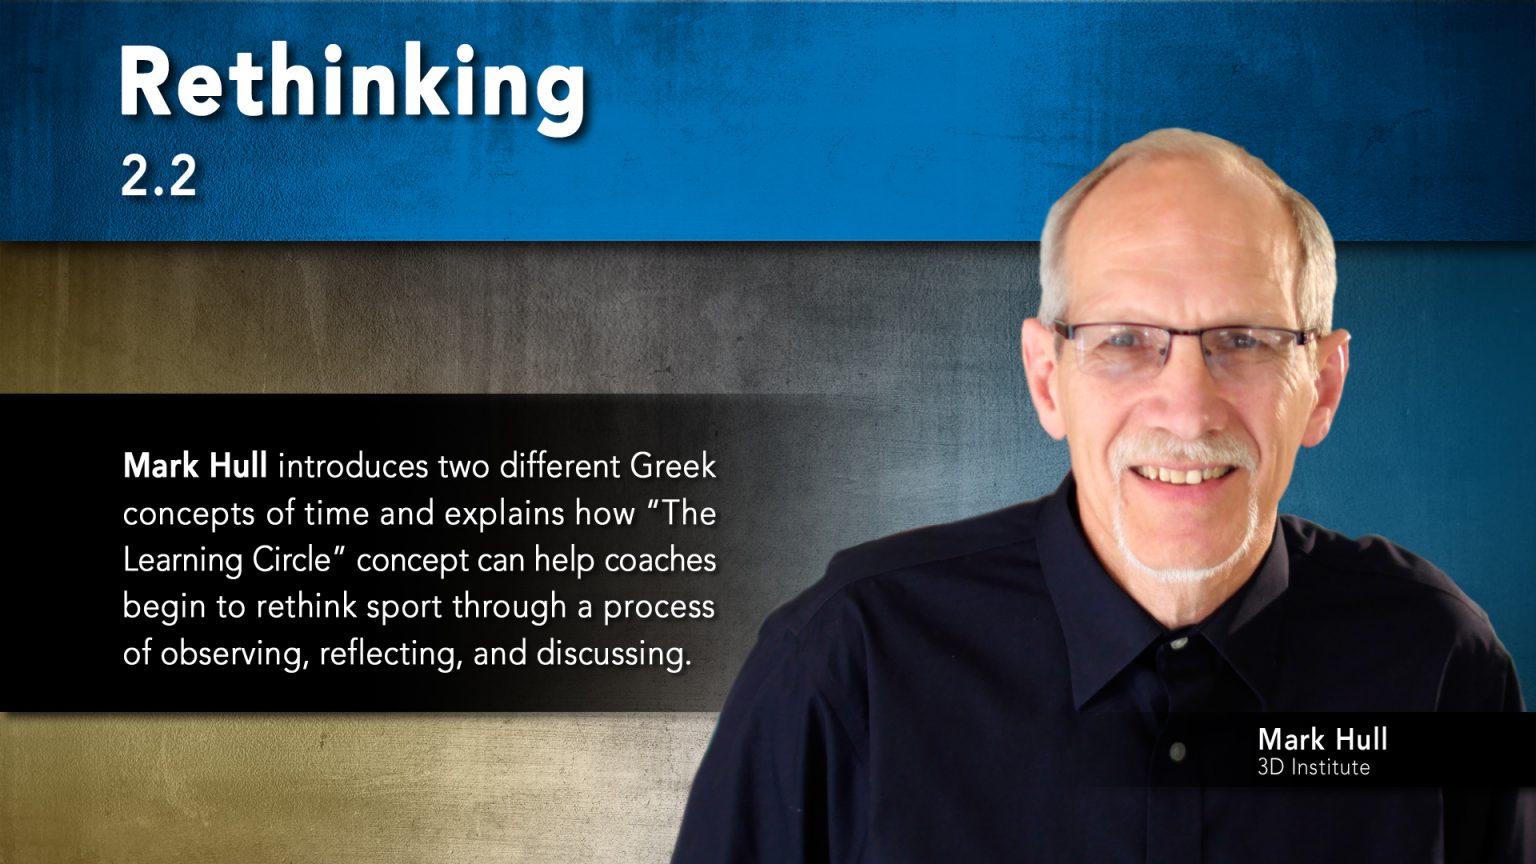 Rethinking
2.2
Mark Hull introduces two different Greek
concepts of time and explains how “The
Learning Circle” concept can help coaches
begin to rethink sport through a process
of observing, reflecting, and discussing.
Mark Hull
3D Institute